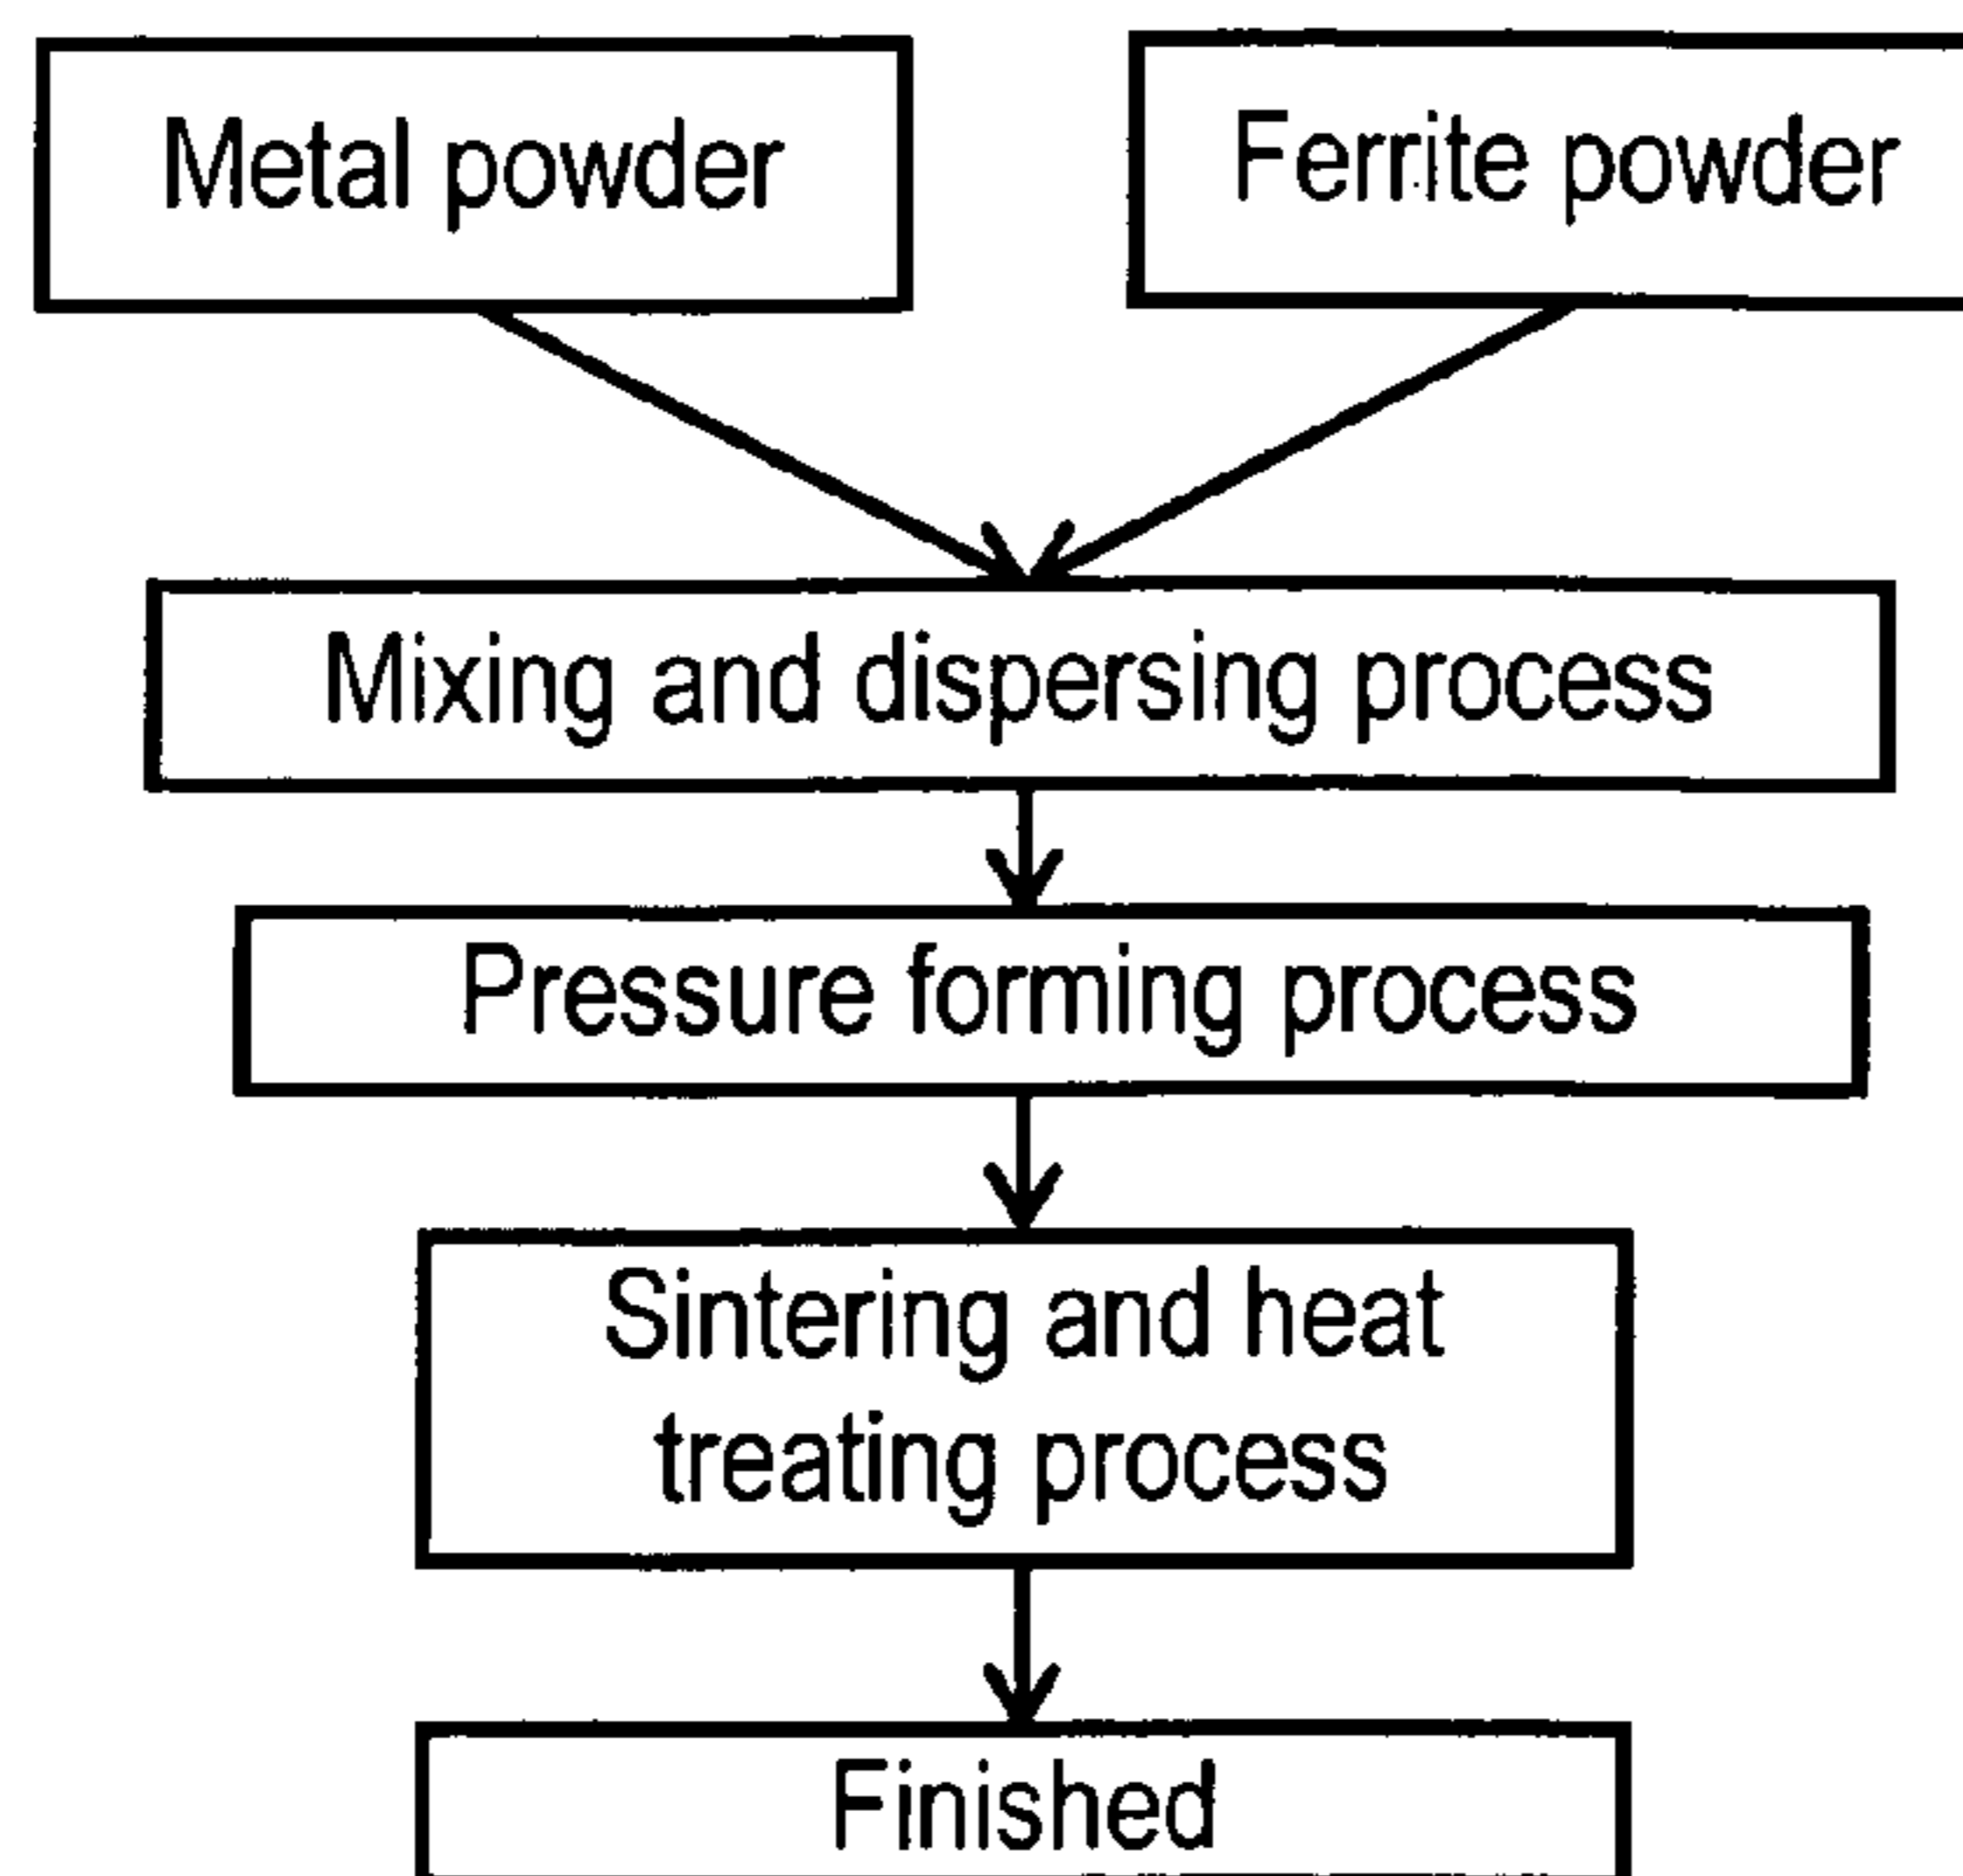 Metal powder
Ferrite powder
Mixing and dispersing process
Pressure forming process
Sintering and heat
treating process
Finished